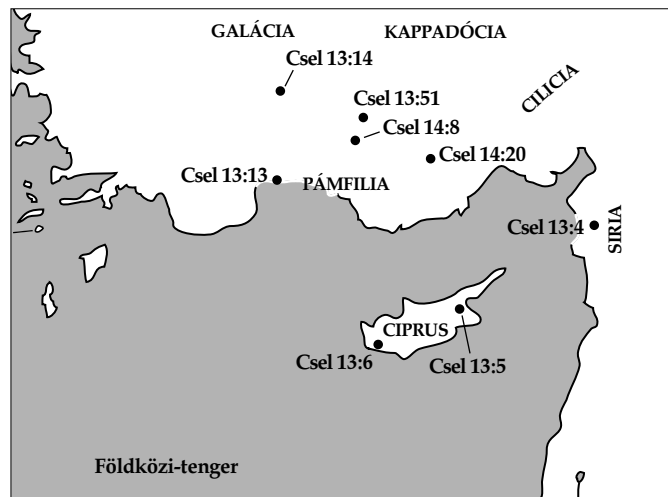 GALÁCIA
KAPPADÓCIA
Csel 13:14
CILICIA
Csel 13:51
Csel 14:8
Csel 14:20
Csel 13:13
PÁMFILIA
Csel 13:4
SIRIA
CIPRUS
Csel 13:6
Csel 13:5
Földközi-tenger